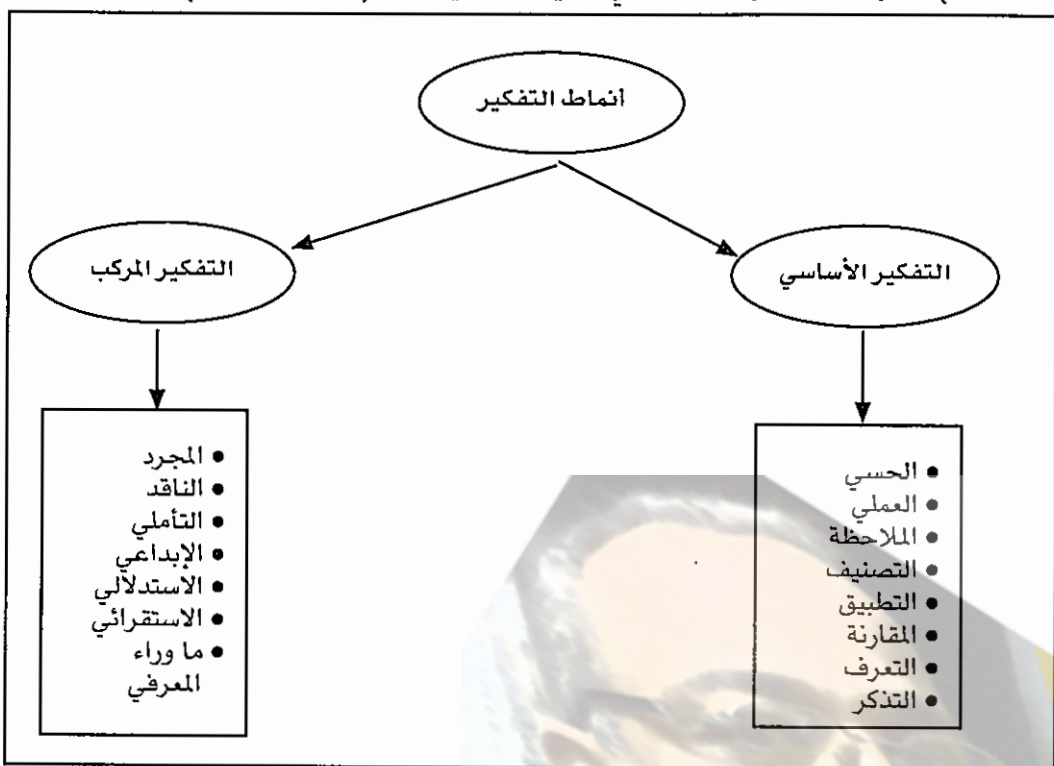 أنماط التفكير
التفكير الأساسي
التفكير المركب
• الحسي
• العملي
• الملاحظة
• التصنيف
• التطبيق
• المقارنة
• التعرف
• التذكر
• المجرد
• الناقد
• التأملي
• الإبداعي
• الاستدلالي
• الاستقرائي
• ما وراء
المعرفي